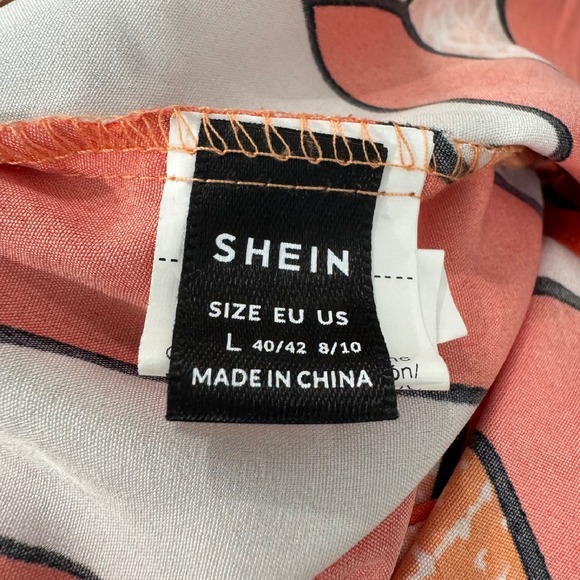 SHEIN
SIZE EU US
L 40/42 8/10
MADE IN CHINA